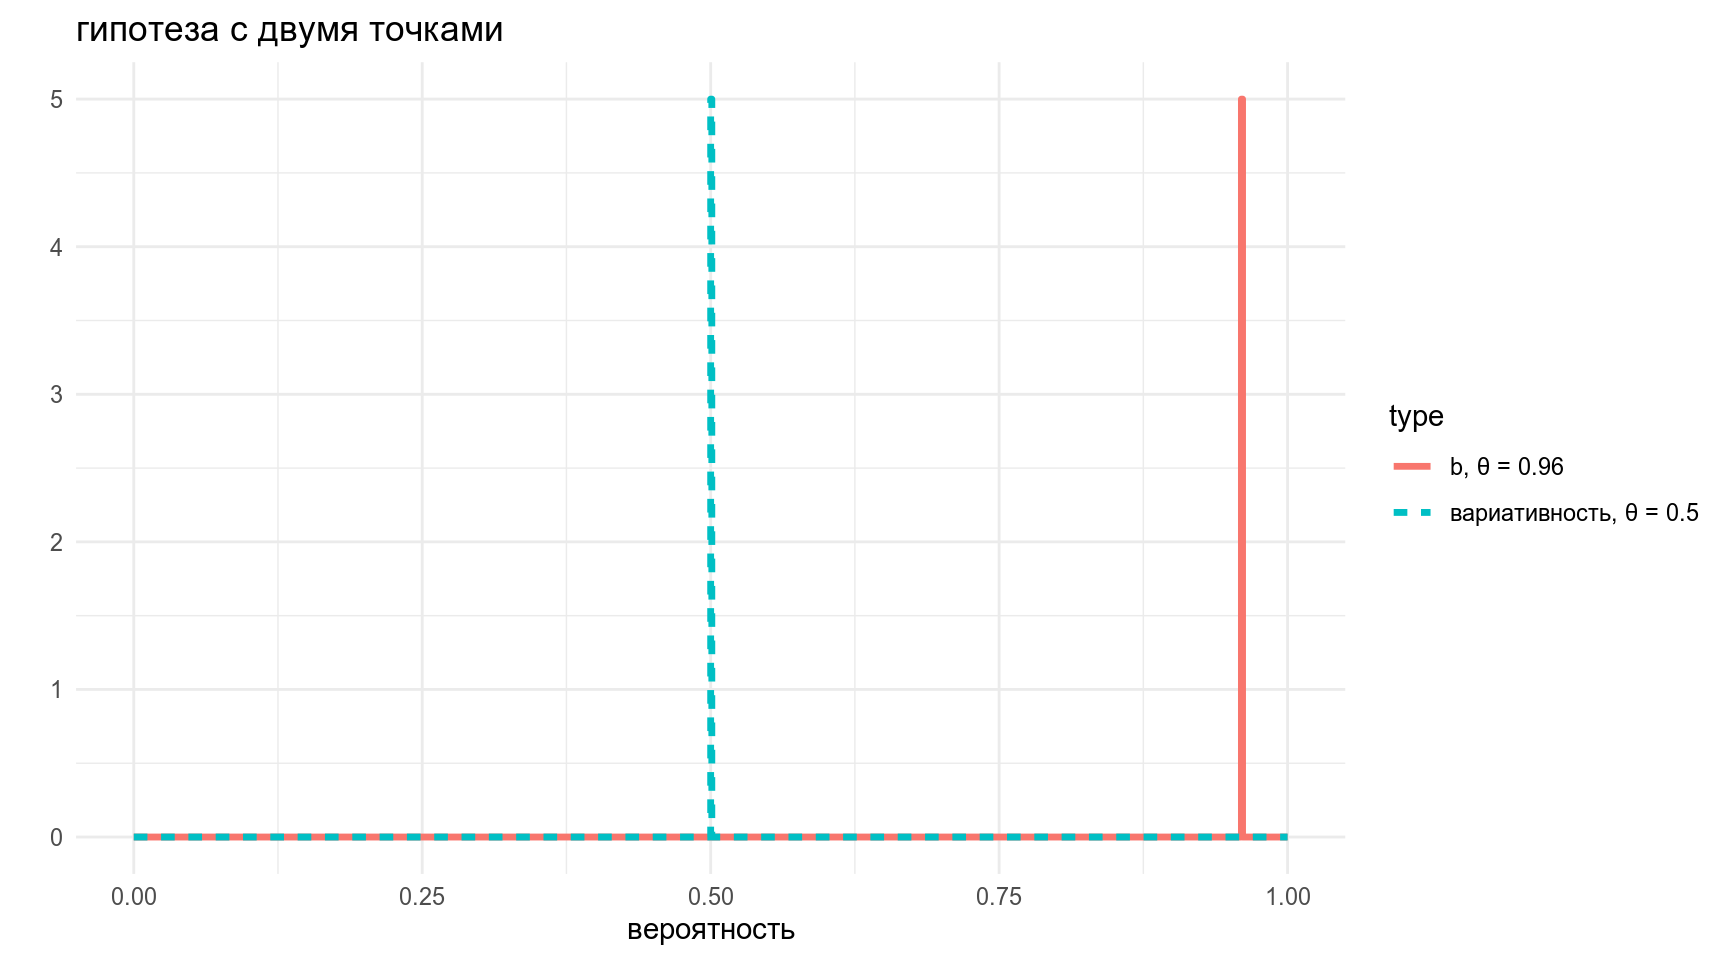 гипотеза с двумя точками
5
4
3
2
1
0
0.00 0.25 0.50 0.75 1.00
вероятность
type
b, θ = 0.96
вариативность, θ = 0.5